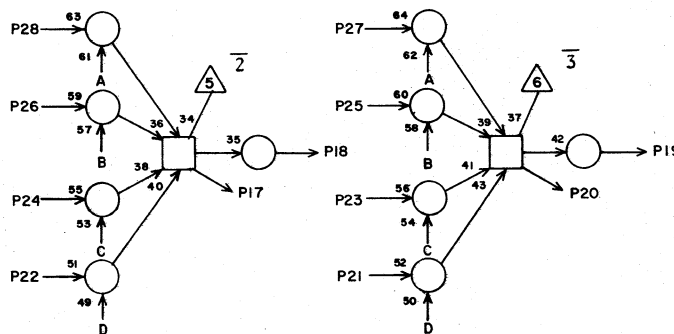 63 64
P28 P27
61 5 2 62 6 3
A A
59 36 34 60 39 37
P26 P25
57 35 58 42
B P18 B P19
38 40 41 43
55 P17 56 P20
P24 P23
53 54
C C
51 52
P22 P21
49 50
D D